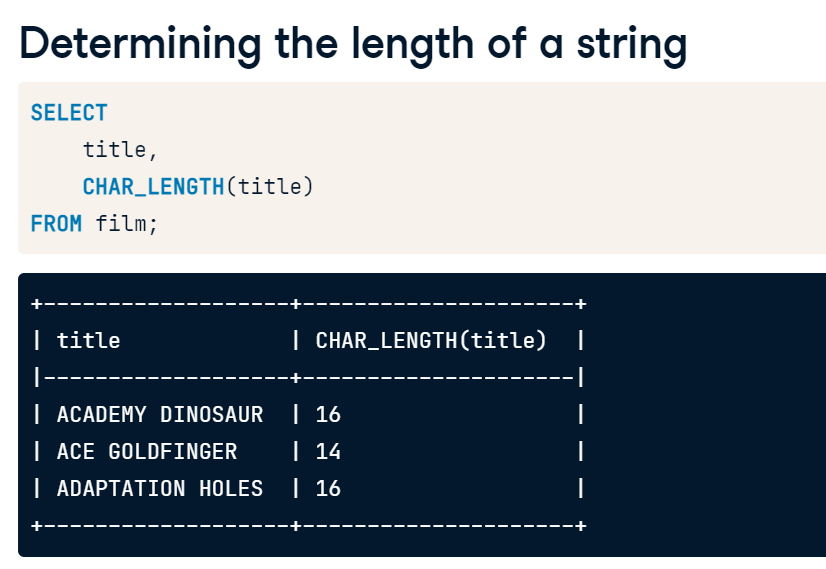 Determining the length of a string
SELECT
    title,
    CHAR_LENGTH(title)
FROM film;
+-------------------+---------------------+
| title             | CHAR_LENGTH(title)  |
|-------------------+---------------------|
| ACADEMY DINOSAUR  | 16                  |
| ACE GOLDFINGER    | 14                  |
| ADAPTATION HOLES  | 16                  |
+-------------------+---------------------+